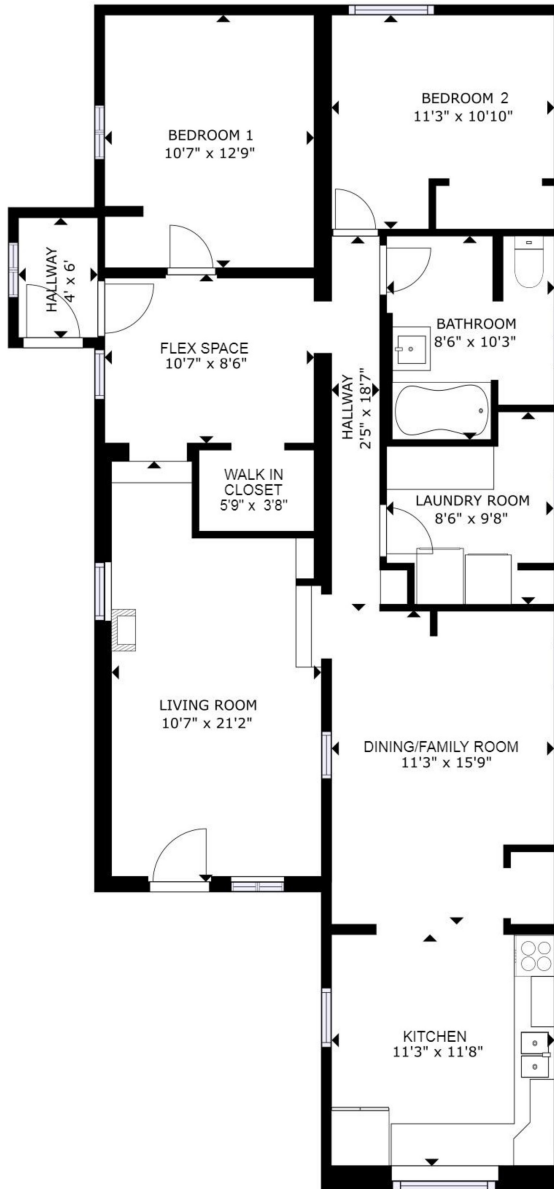 BEDROOM 1
10'7" x 12'9"
BEDROOM 2
11'3" x 10'10"
HALLWAY
4' x 6'
FLEX SPACE
10'7" x 8'6"
HALLWAY
2'5" x 18'7"
BATHROOM
8'6" x 10'3"
WALK IN
CLOSET
5'9" x 3'8"
LAUNDRY ROOM
8'6" x 9'8"
LIVING ROOM
10'7" x 21'2"
DINING/FAMILY ROOM
11'3" x 15'9"
KITCHEN
11'3" x 11'8"